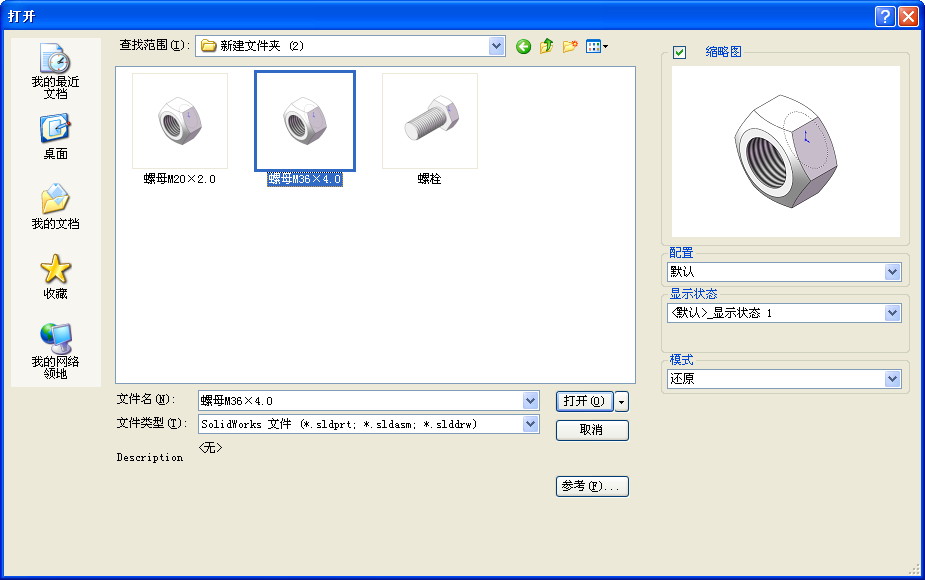 打开
查找范围(I):
新建文件夹 (2)
缩略图
我的最近
文档
桌面
我的文档
收藏
我的网络
领地
螺母M20×2.0
螺母M36×4.0
螺栓
配置
默认
显示状态
<默认>_显示状态 1
模式
还原
文件名(N):
螺母M36×4.0
打开(O)
文件类型(T):
SolidWorks 文件 (*.sldprt; *.sldasm; *.slddrw)
取消
<无>
Description
参考(F)...